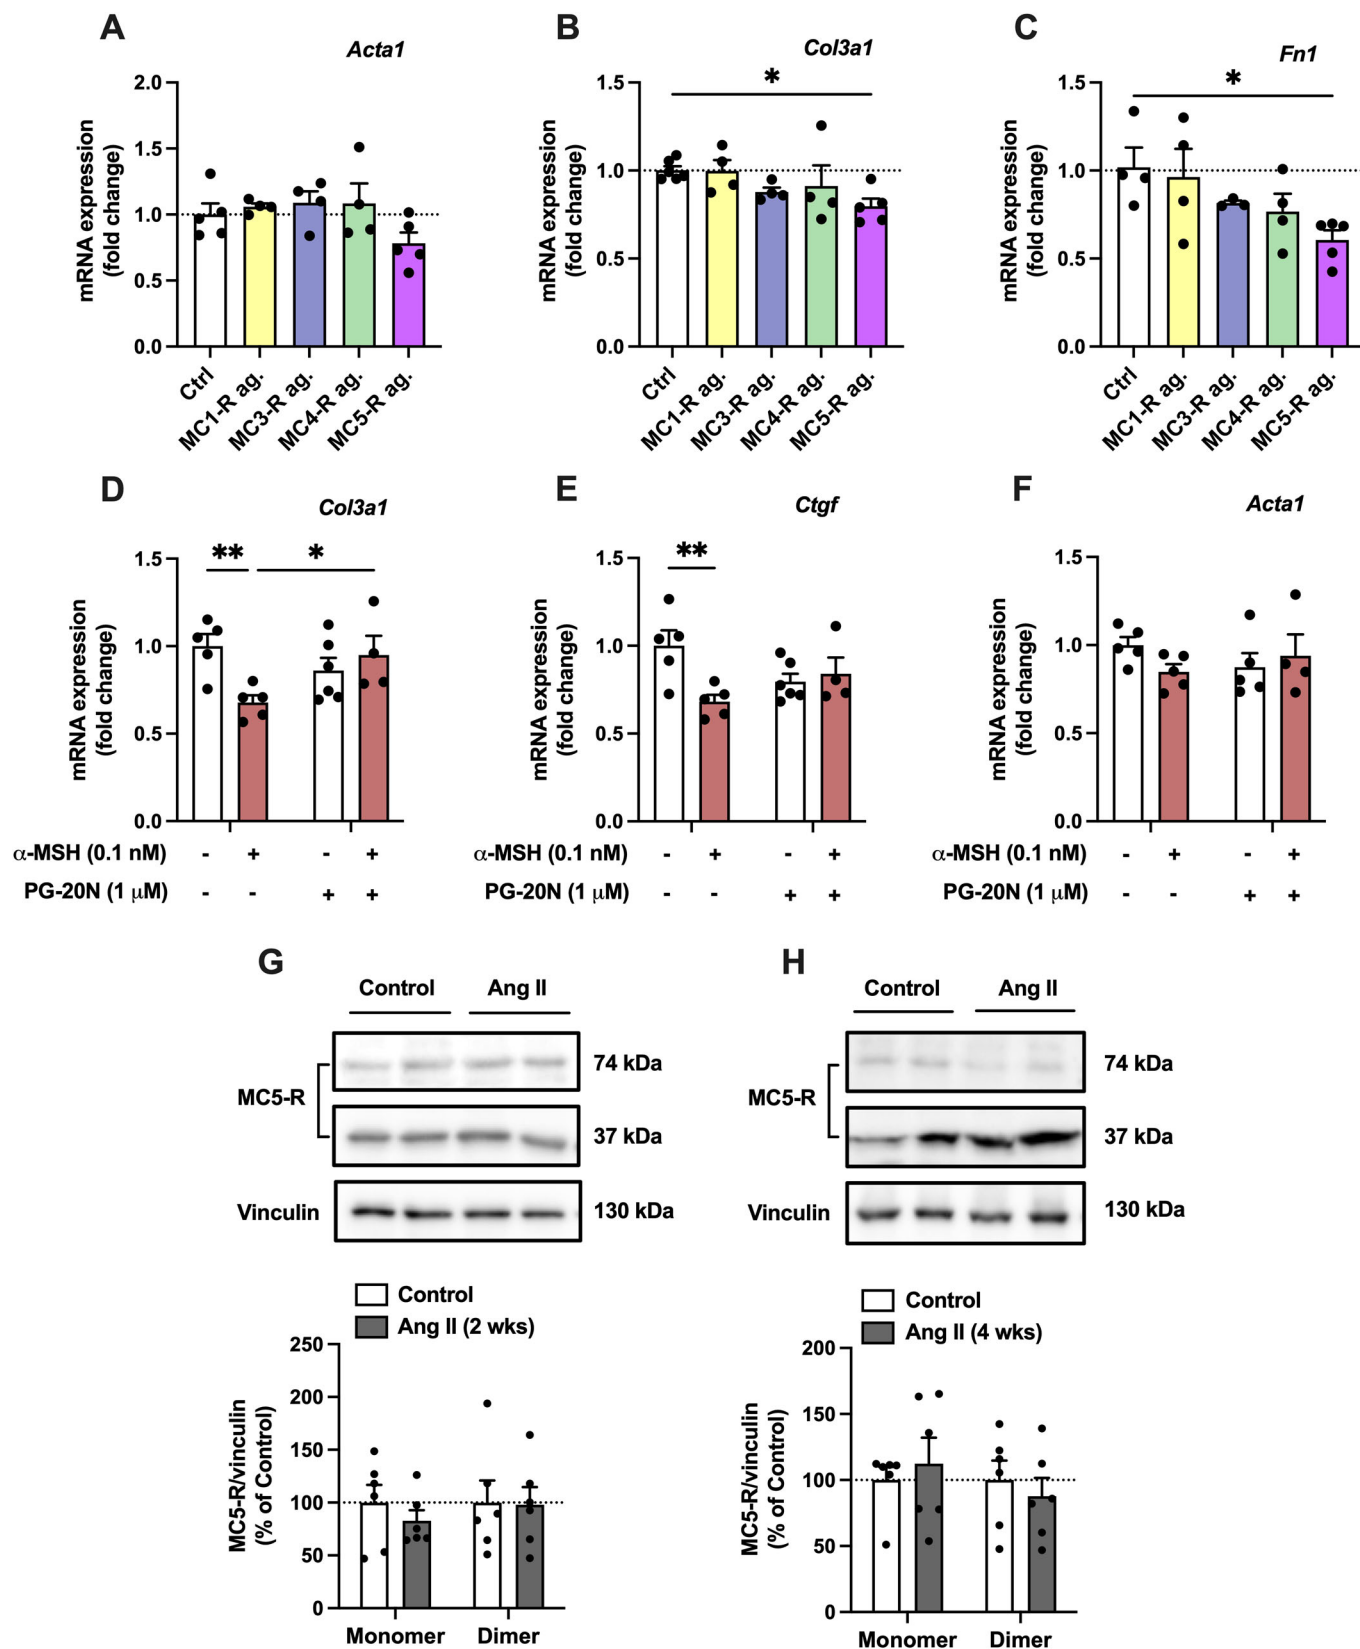 A
Acta1
2.0
1.5
1.0
0.5
0.0
mRNA expression
(fold change)
Ctrl
MC1-R ag.
MC3-R ag.
MC4-R ag.
MC5-R ag.
B
Col3a1
*
1.5
1.0
0.5
0.0
mRNA expression
(fold change)
Ctrl
MC1-R ag.
MC3-R ag.
MC4-R ag.
MC5-R ag.
C
Fn1
*
1.5
1.0
0.5
0.0
mRNA expression
(fold change)
Ctrl
MC1-R ag.
MC3-R ag.
MC4-R ag.
MC5-R ag.
D
Col3a1
** *
1.5
1.0
0.5
0.0
mRNA expression
(fold change)
α-MSH (0.1 nM) - + - +
PG-20N (1 μM) - - + +
E
Ctgf
**
1.5
1.0
0.5
0.0
mRNA expression
(fold change)
α-MSH (0.1 nM) - + - +
PG-20N (1 μM) - - + +
F
Acta1
1.5
1.0
0.5
0.0
mRNA expression
(fold change)
α-MSH (0.1 nM) - + - +
PG-20N (1 μM) - - + +
G
Control Ang II
74 kDa
MC5-R
37 kDa
Vinculin 130 kDa
Control
Ang II (2 wks)
250
200
150
100
50
0
MC5-R/vinculin
(% of Control)
Monomer Dimer
H
Control Ang II
74 kDa
MC5-R
37 kDa
Vinculin 130 kDa
Control
Ang II (4 wks)
200
150
100
50
0
MC5-R/vinculin
(% of Control)
Monomer Dimer